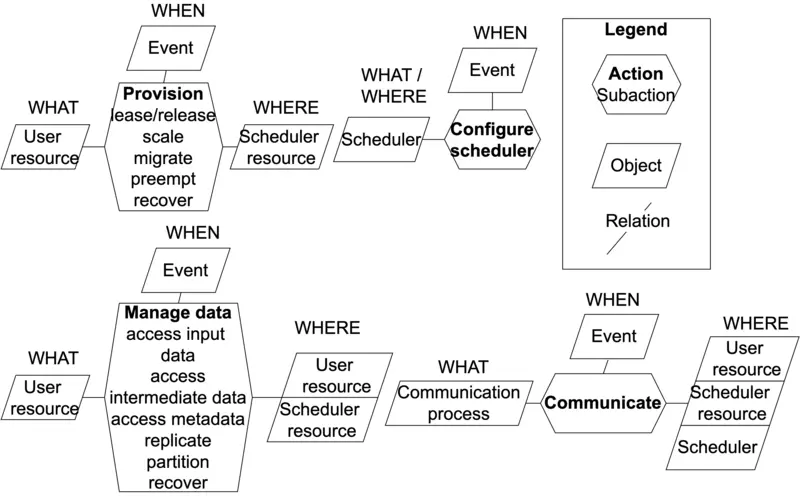 WHEN
Event
WHAT
User
resource
Provision
lease/release
scale
migrate
preempt
recover
WHERE
Scheduler
resource
WHEN
Event
WHAT /
WHERE
Scheduler
Configure
scheduler
Legend
Action
Subaction
Object
Relation
WHEN
Event
WHAT
User
resource
Manage data
access input
data
access
intermediate data
access metadata
replicate
partition
recover
WHERE
User
resource
Scheduler
resource
WHEN
Event
WHAT
Communication
process
Communicate
WHERE
User
resource
Scheduler
resource
Scheduler